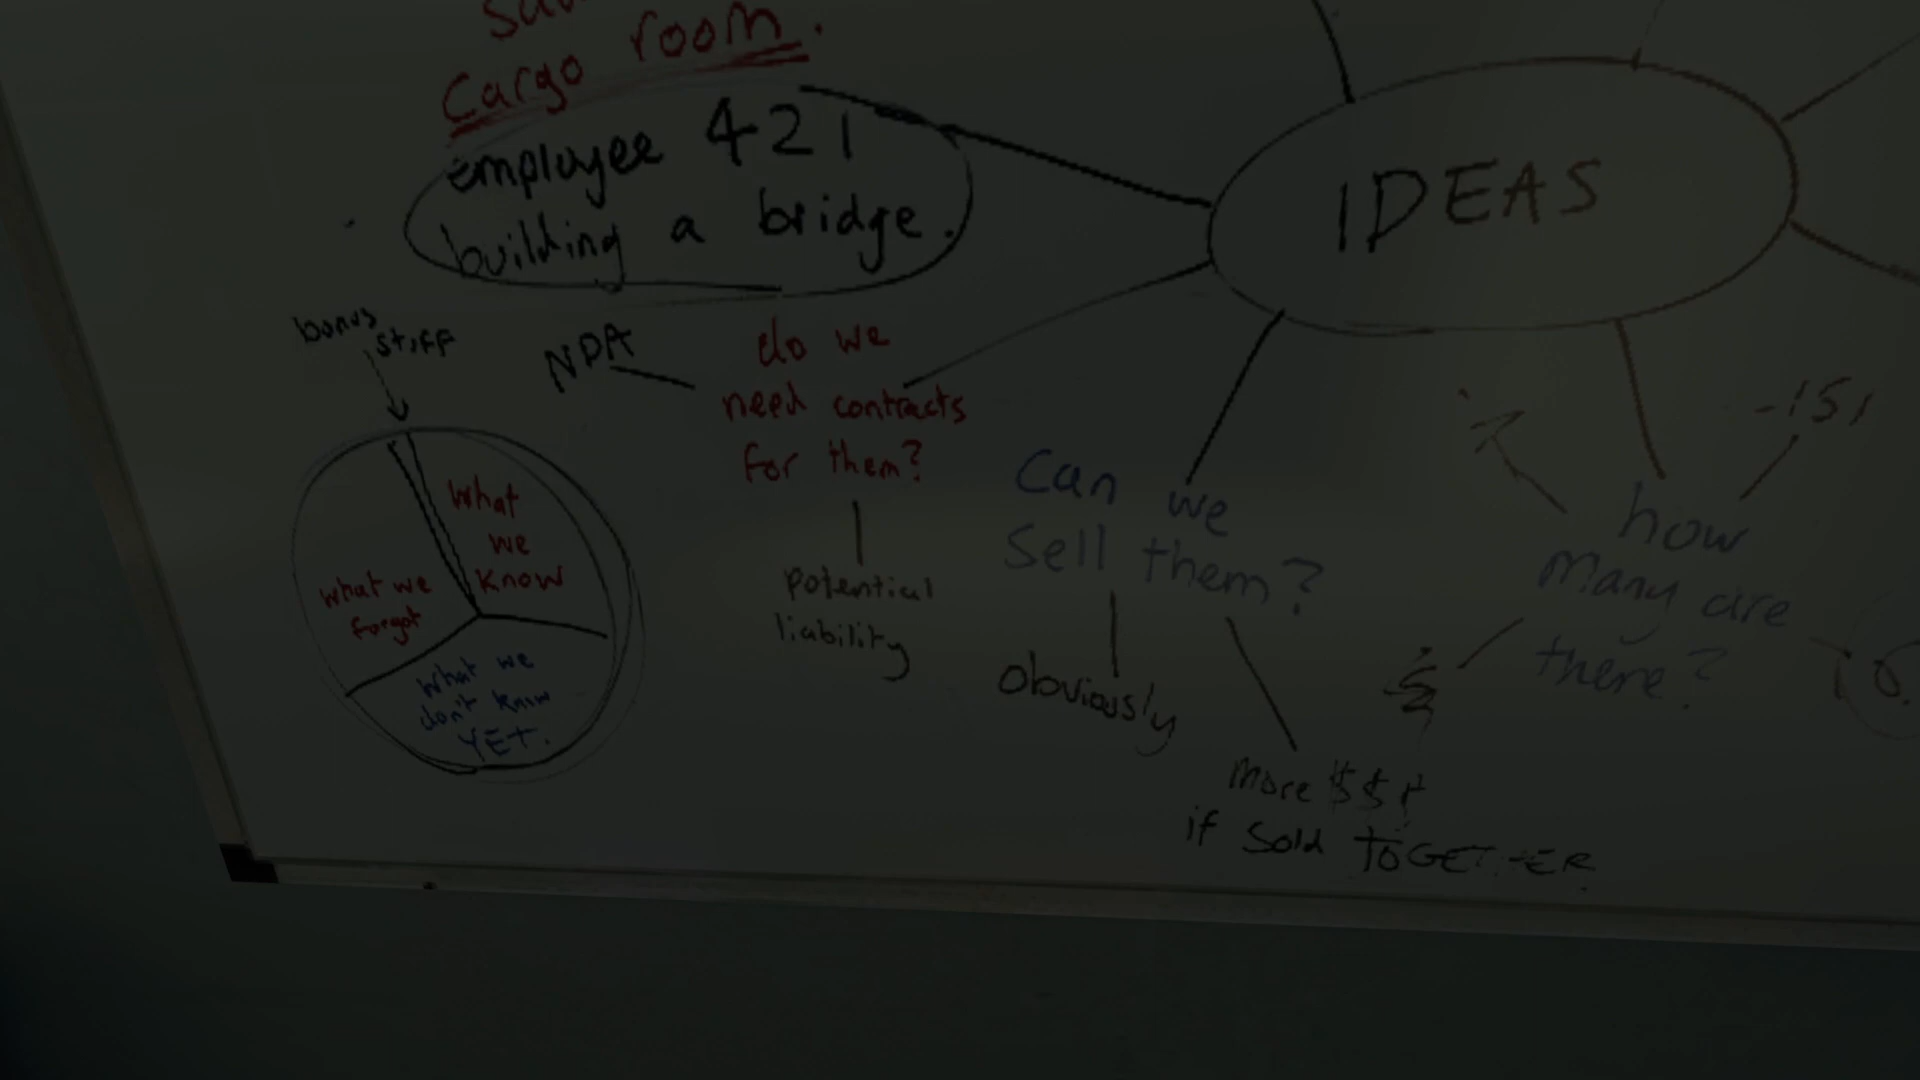 Cargo room.
employee 421
building a bridge.
IDEAS
bonus
stiff
NDA
do we
need contracts
for them?
potential
liability
what
we
know
what we
forgot
what we
don't know
YET.
Can we
Sell them?
Obviously
More $$$
if Sold TOGETHER
how
many are
there?
-151